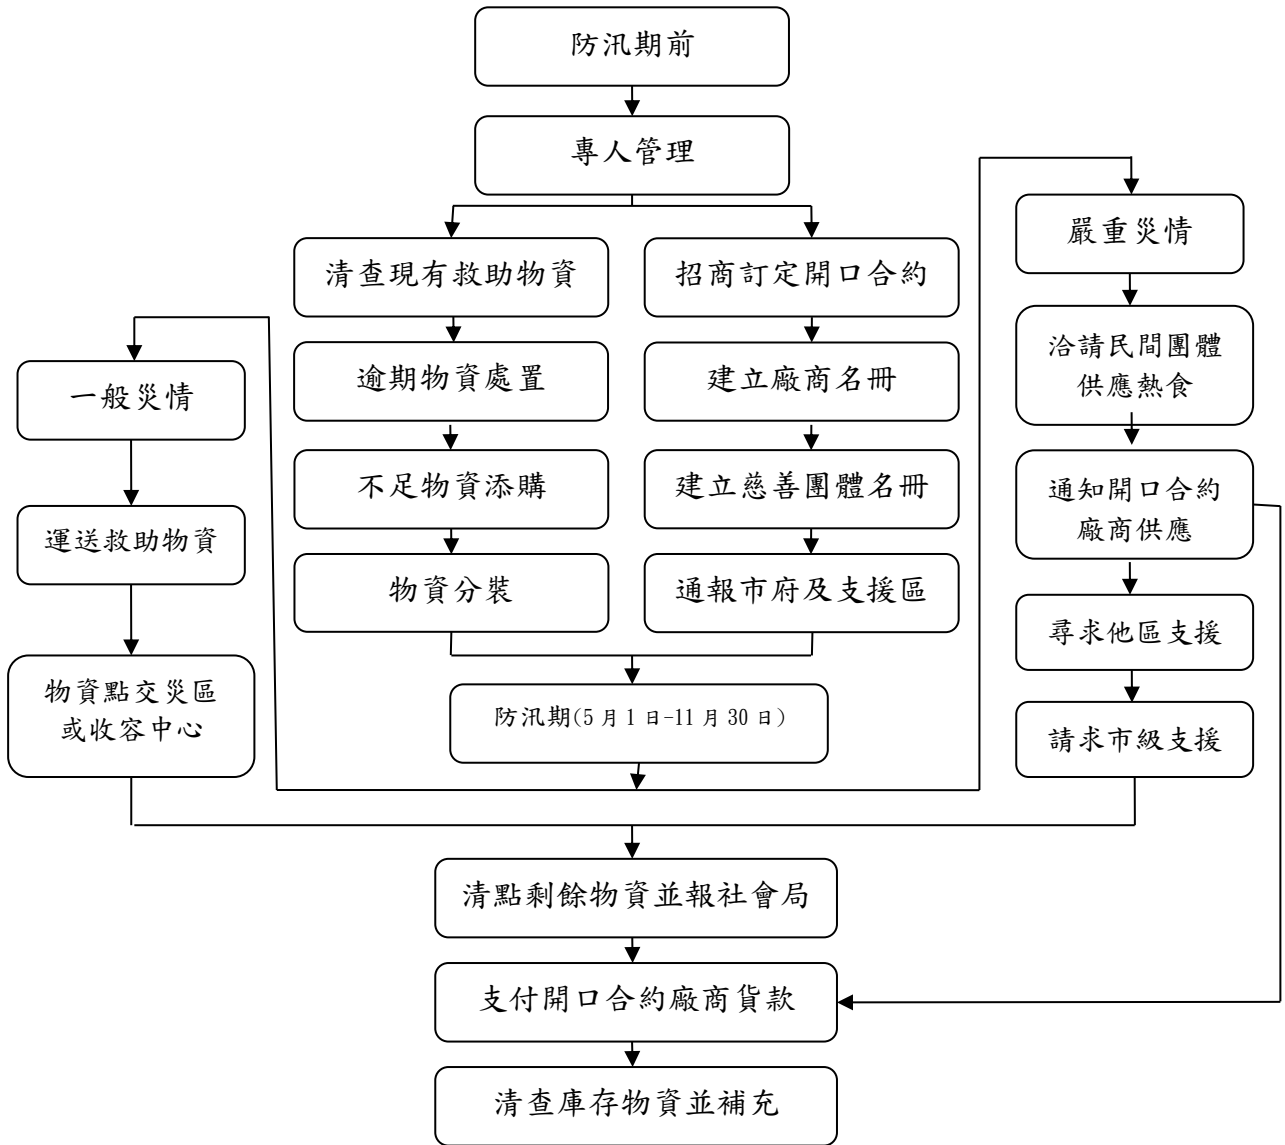 防汛期前
專人管理
清查現有救助物資
逾期物資處置
不足物資添購
物資分裝
招商訂定開口合約
建立廠商名冊
建立慈善團體名冊
通報市府及支援區
防汛期(5 月 1 日-11 月 30 日)
一般災情
運送救助物資
物資點交災區
或收容中心
嚴重災情
洽請民間團體
供應熱食
通知開口合約
廠商供應
尋求他區支援
請求市級支援
清點剩餘物資並報社會局
支付開口合約廠商貨款
清查庫存物資並補充